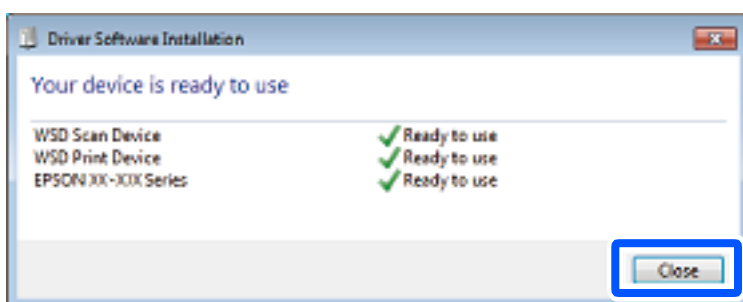 Driver Software Installation
Your device is ready to use
WSD Scan Device Ready to use
WSD Print Device Ready to use
EPSON XX-XXX Series Ready to use
Close